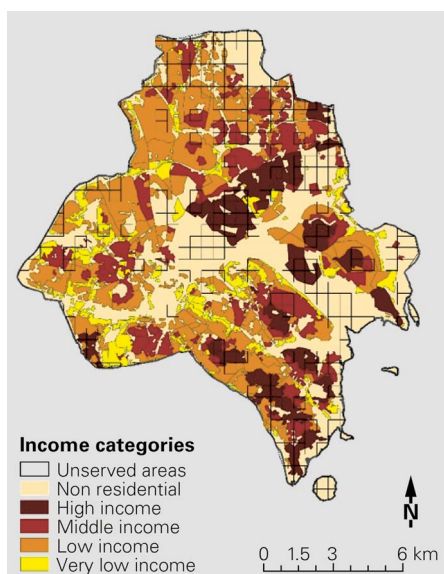 Income categories
Unserved areas
Non residential
High income
Middle income
Low income
Very low income
N
0 1.5 3 6 km